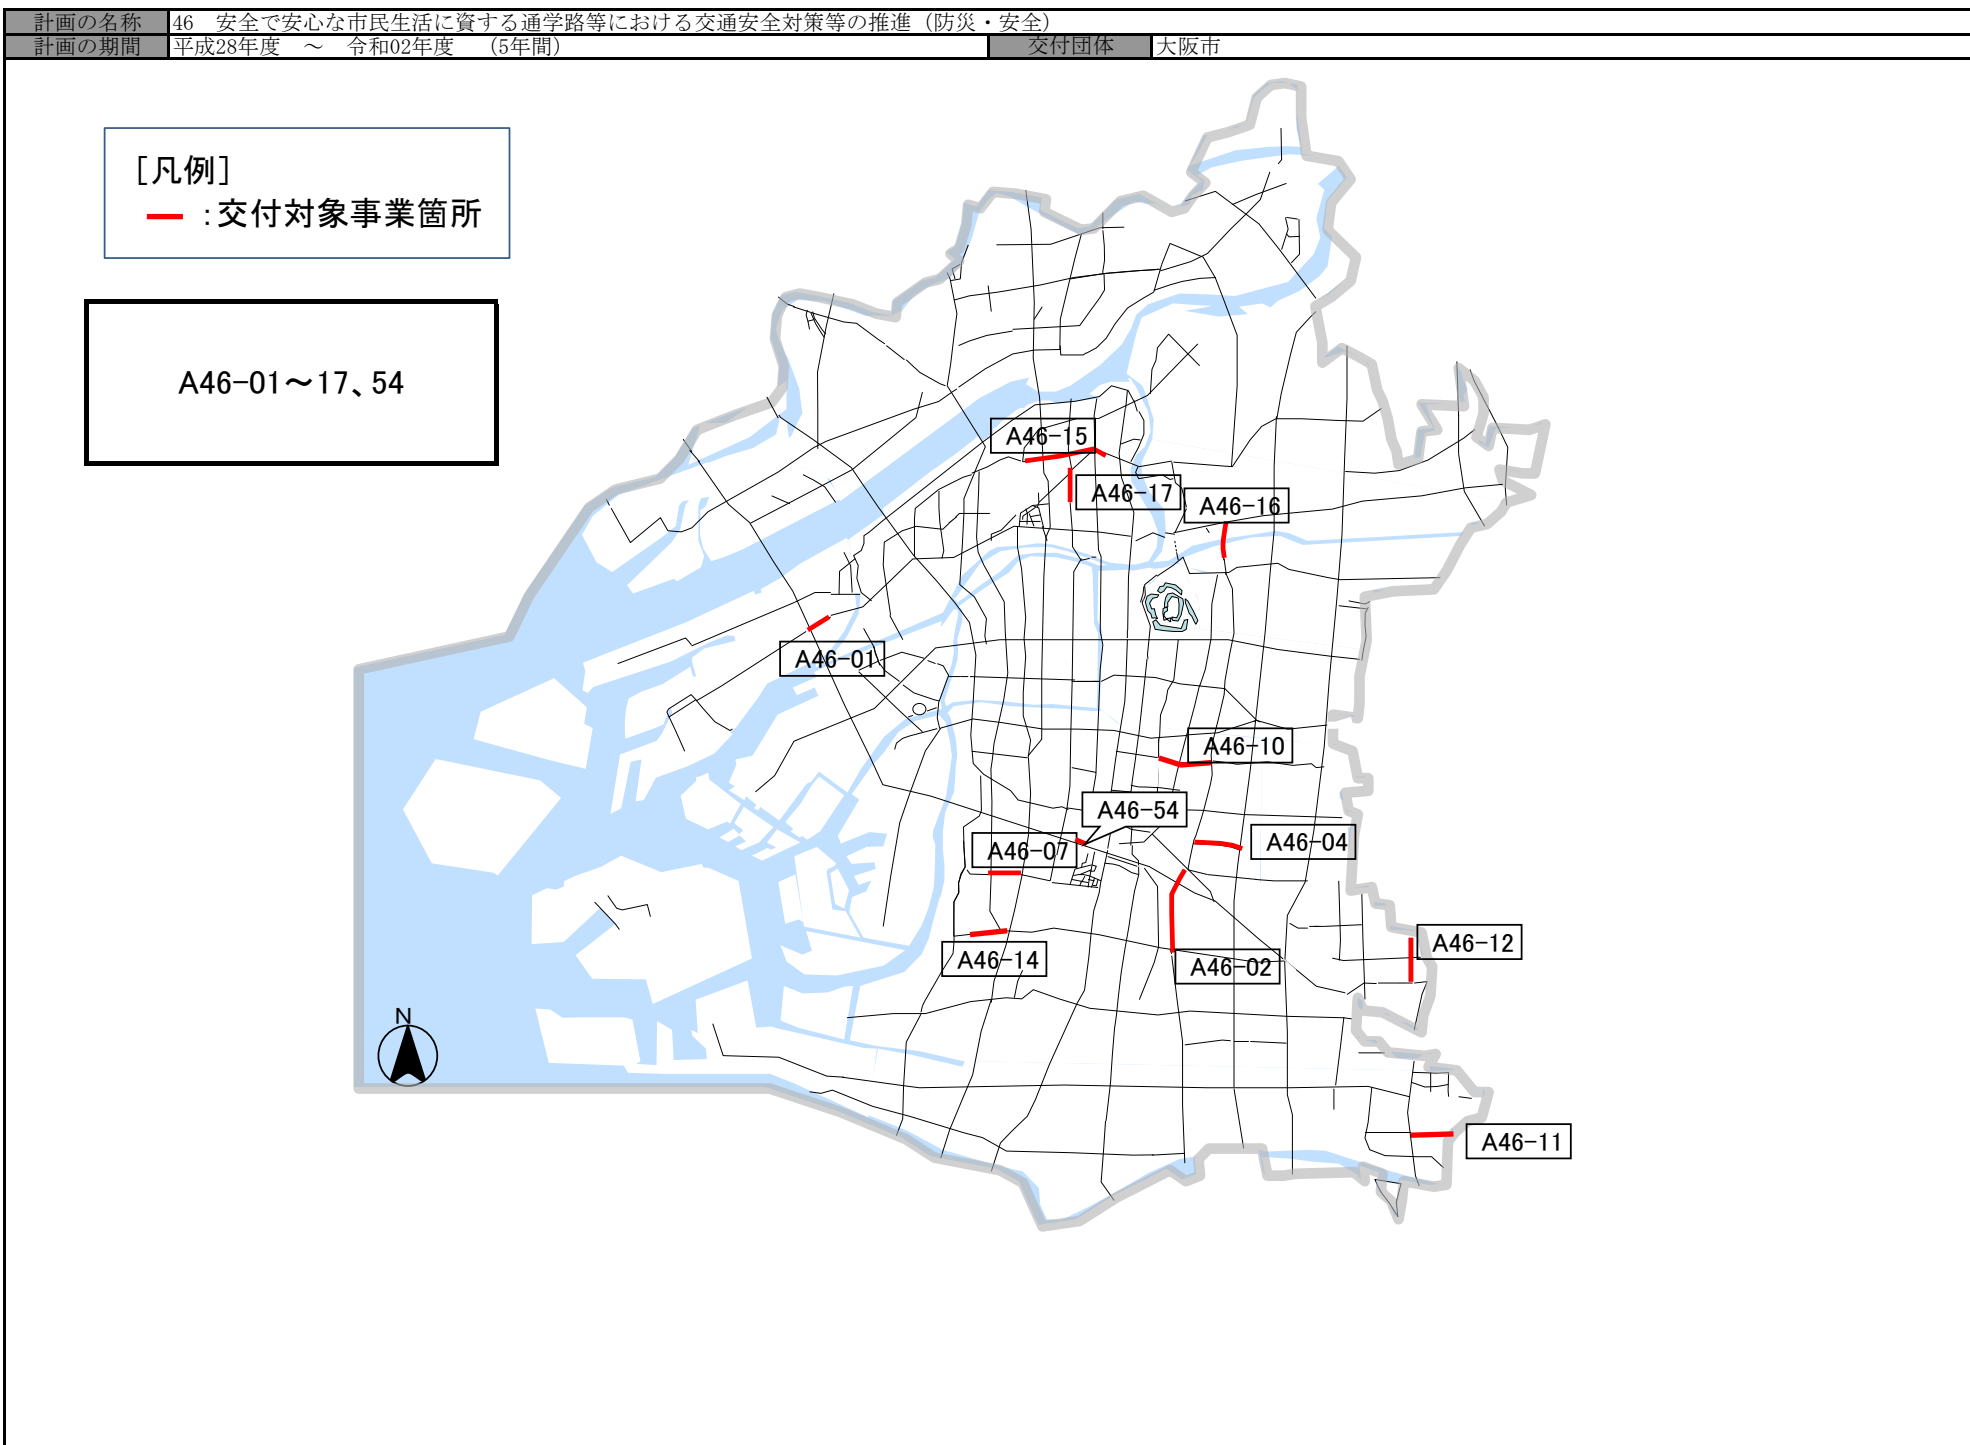 計画の名称 46　安全で安心な市民生活に資する通学路等における交通安全対策等の推進（防災・安全）
計画の期間 平成28年度　～　令和02年度　（5年間） 交付団体 大阪市
[凡例]
：交付対象事業箇所
A46-01～17、54
A46-15
A46-17
A46-16
A46-01
A46-10
A46-54
A46-07
A46-04
A46-12
A46-14
A46-02
N
A46-11